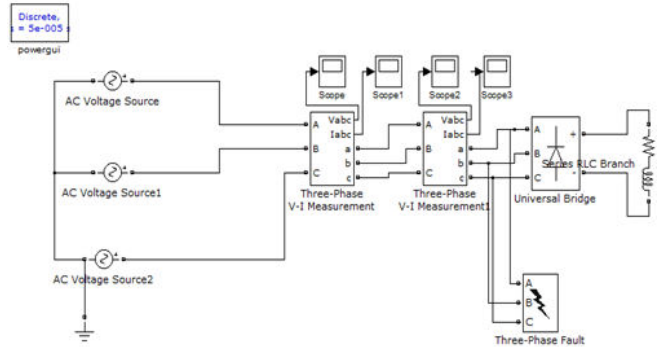 Discrete,
s = 5e-005 s
powergui
AC Voltage Source
AC Voltage Source1
AC Voltage Source2
Scope
Scope1
Scope2
Scope3
A
B
C
Vabc
Iabc
a
b
c
Three-Phase
V-I Measurement
A
B
C
Vabc
Iabc
a
b
c
Three-Phase
V-I Measurement1
A
B
C
+
-
Universal Bridge
Series RLC Branch
A
B
C
Three-Phase Fault